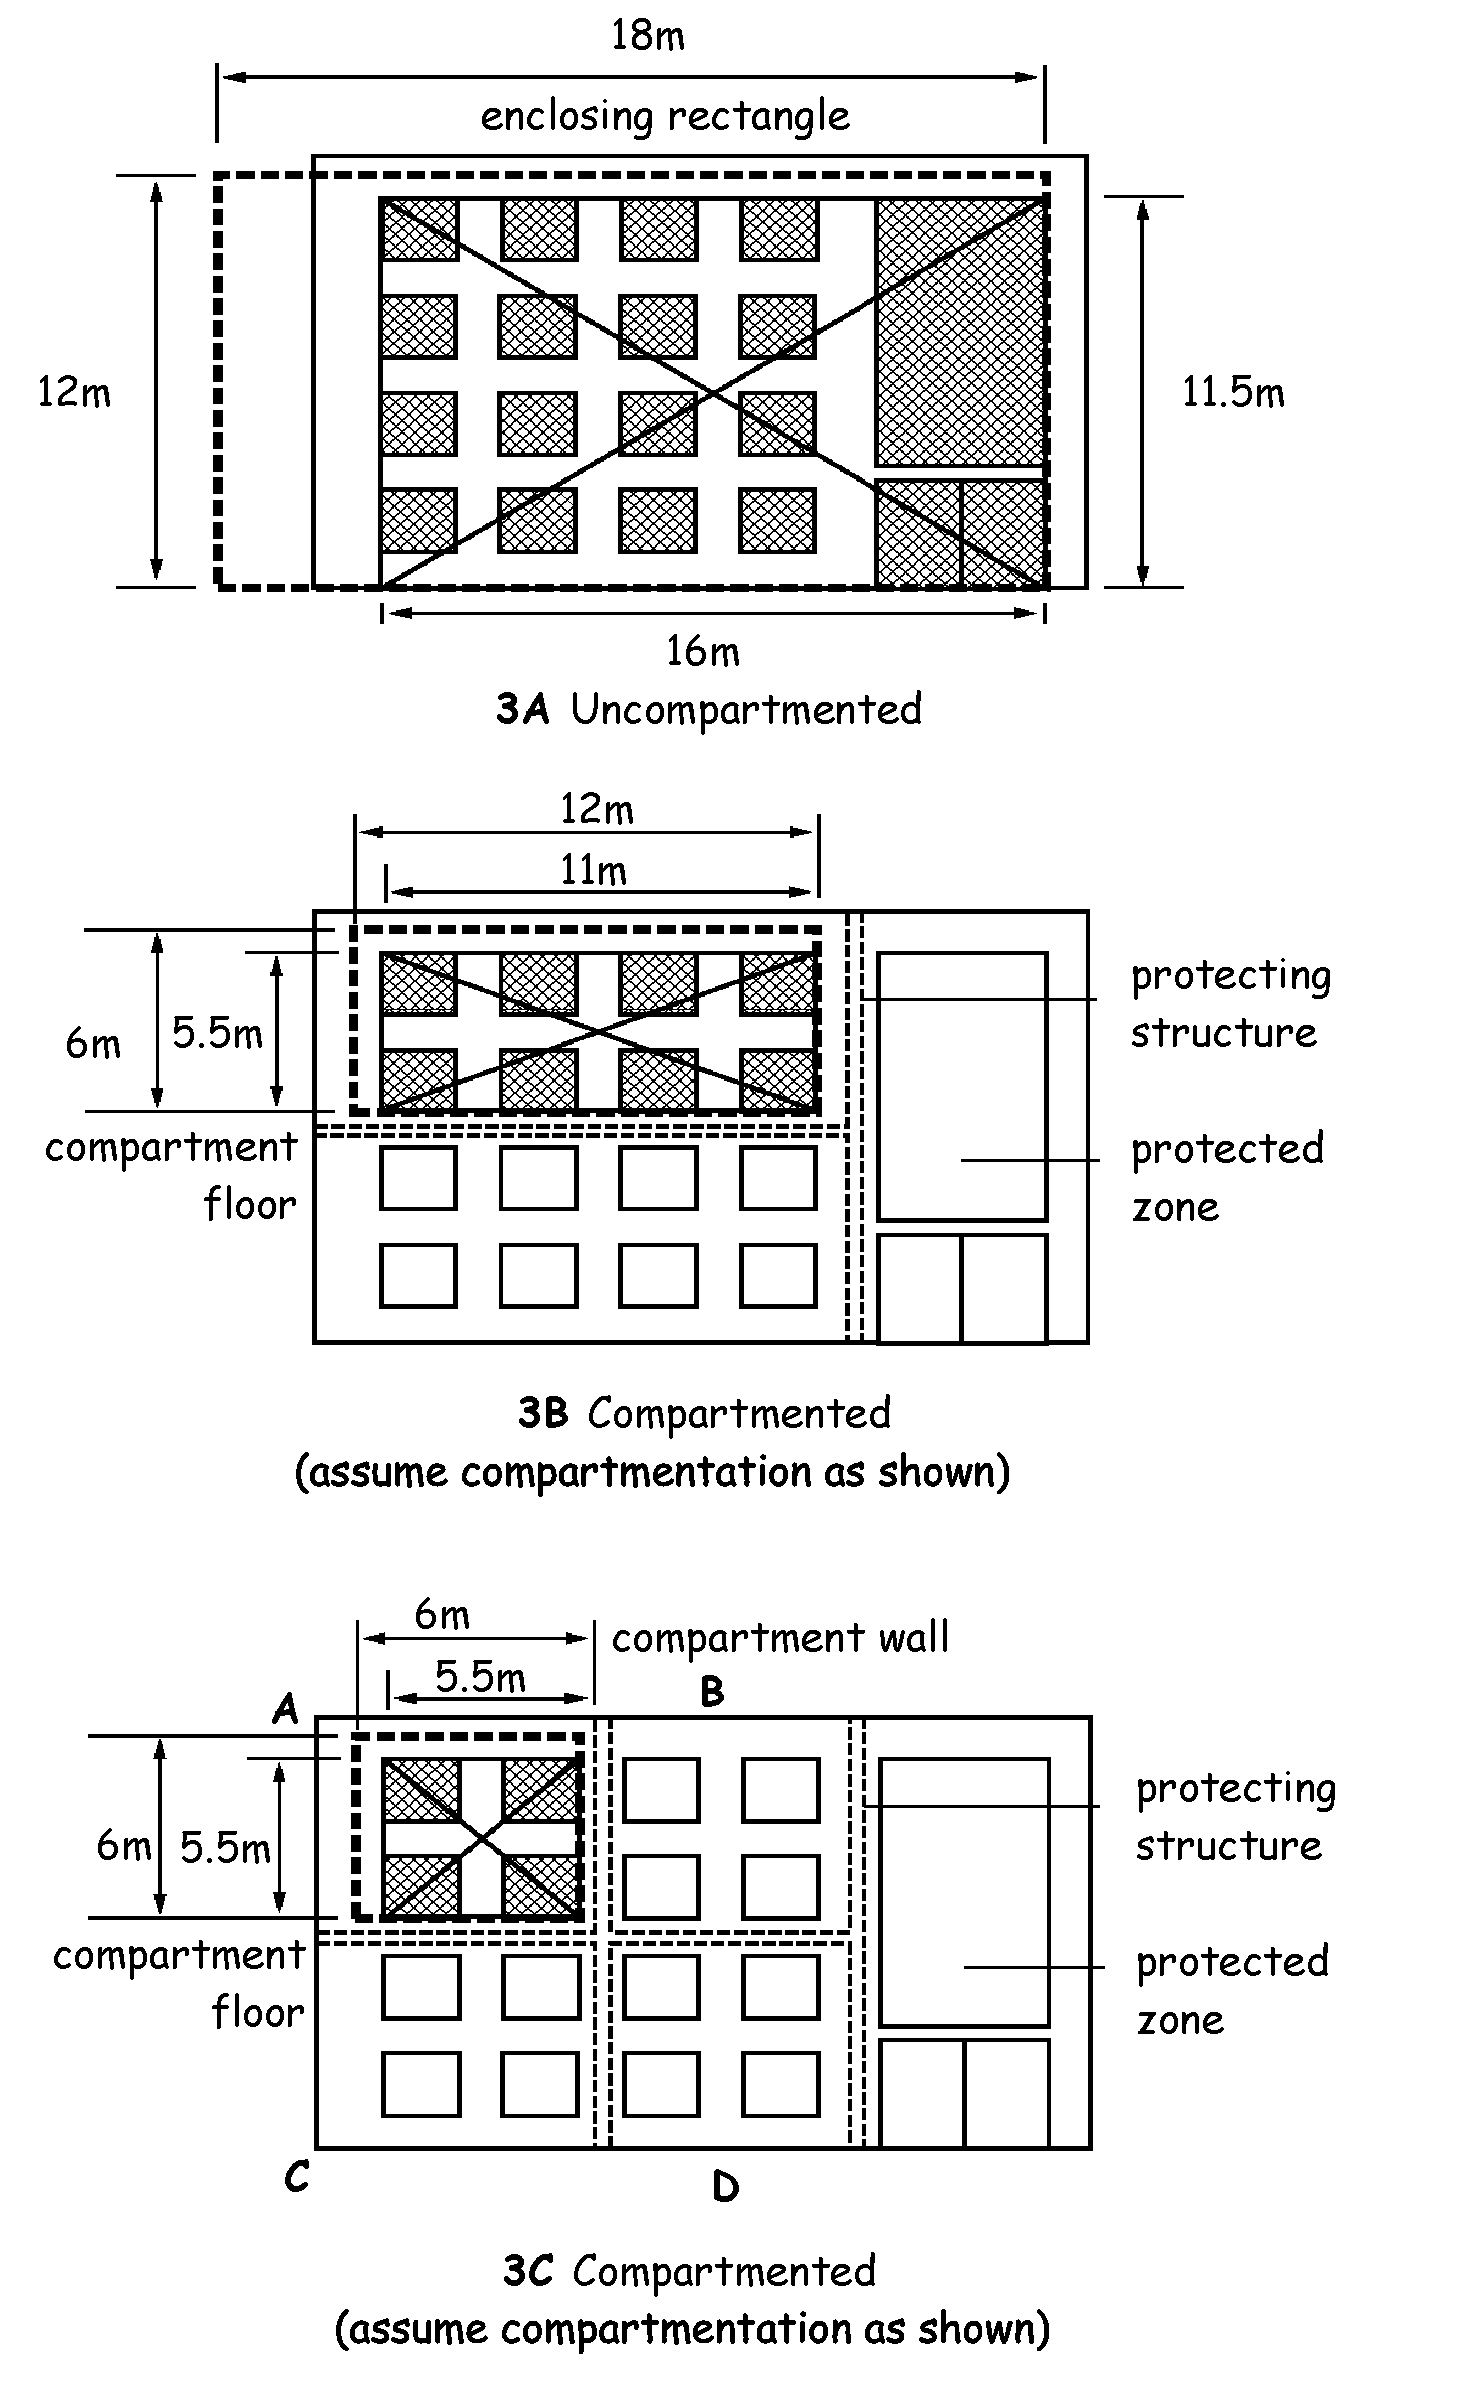 18m
enclosing rectangle
12m
11.5m
16m
3A Uncompartmented
12m
11m
6m
5.5m
protecting
structure
compartment
floor
protected
zone
3B Compartmented
(assume compartmentation as shown)
6m
compartment wall
5.5m
A
B
6m
5.5m
protecting
structure
compartment
floor
protected
zone
C
D
3C Compartmented
(assume compartmentation as shown)